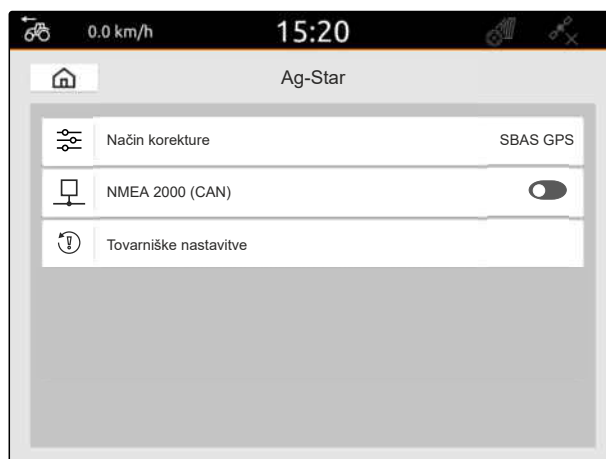 0.0 km/h 15:20
Ag-Star
Način korekture SBAS GPS
NMEA 2000 (CAN)
Tovarniške nastavitve